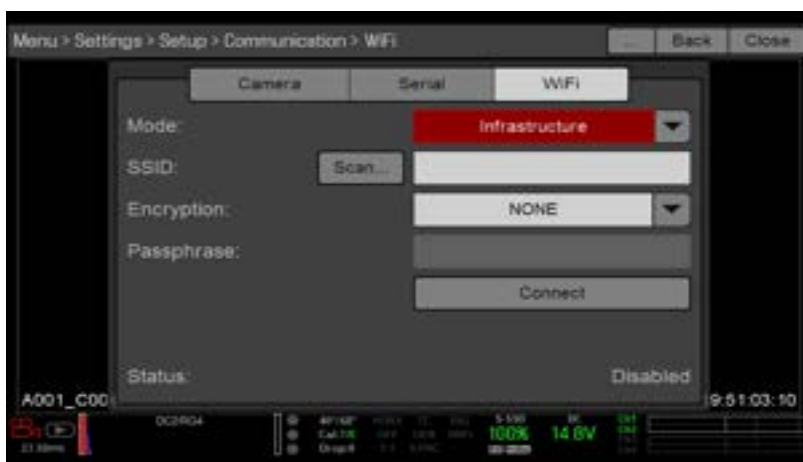 Menu > Settings > Setup > Communication > WiFi
... Back Close
Camera Serial WiFi
Mode: Infrastructure
SSID: Scan...
Encryption: NONE
Passphrase:
Connect
Status: Disabled
A001_C00 9:51:03:10
100% 14.8V